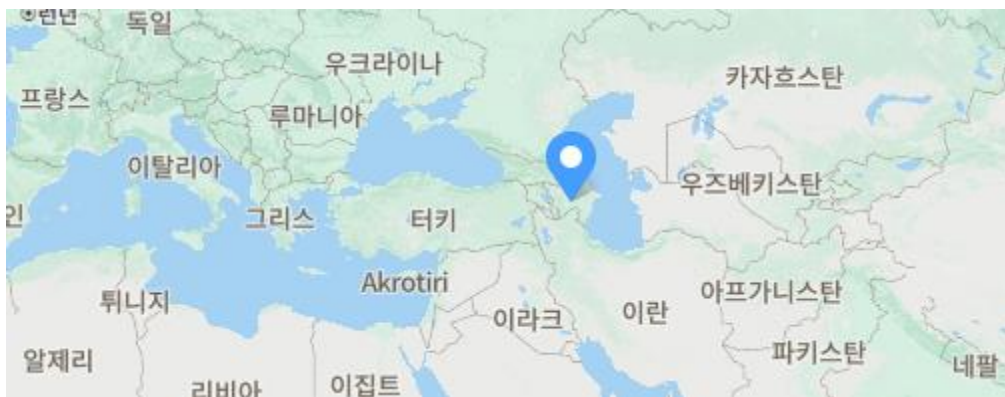 런던
독일
우크라이나
카자흐스탄
프랑스
루마니아
이탈리아
우즈베키스탄
인
그리스
터키
Akrotiri
튀니지
이라크
이란
아프가니스탄
알제리
파키스탄
네팔
리비아
이집트